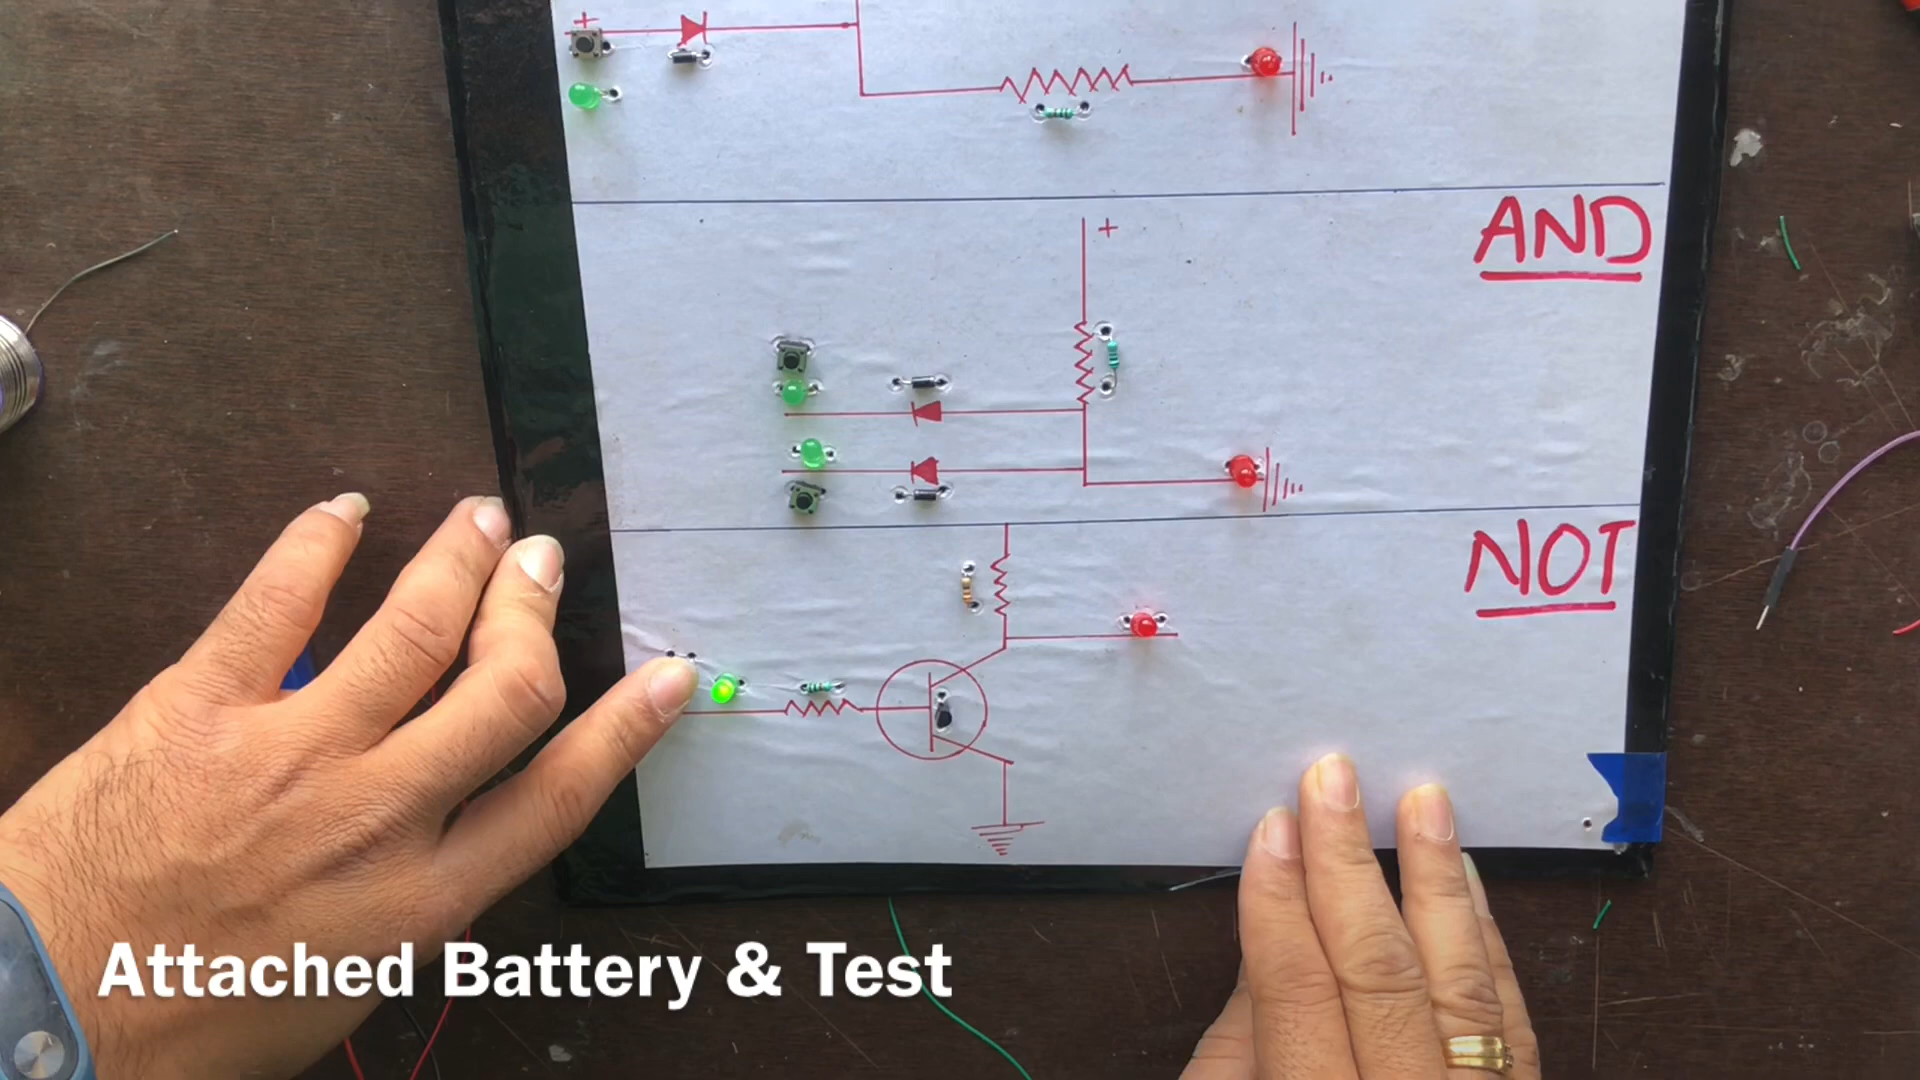 +
AND
+
NOT
Attached Battery & Test